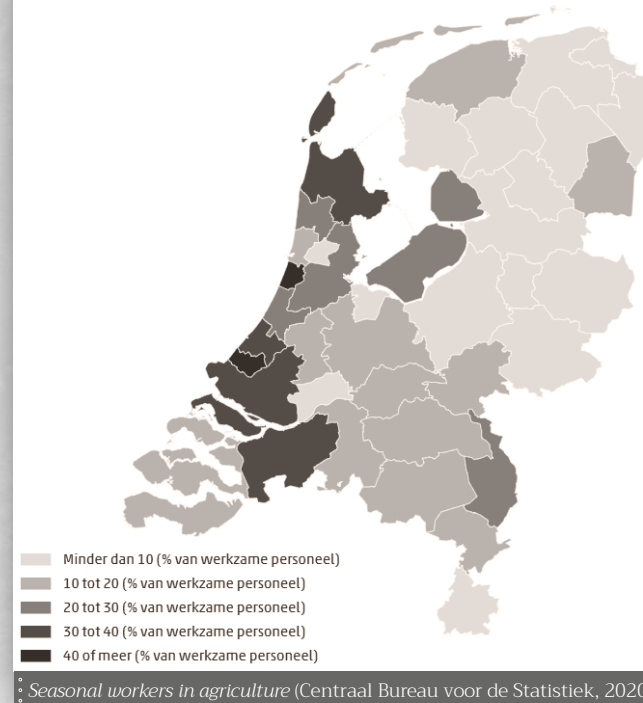 Minder dan 10 (% van werkzame personeel)
10 tot 20 (% van werkzame personeel)
20 tot 30 (% van werkzame personeel)
30 tot 40 (% van werkzame personeel)
40 of meer (% van werkzame personeel)
Seasonal workers in agriculture (Centraal Bureau voor de Statistiek, 2020